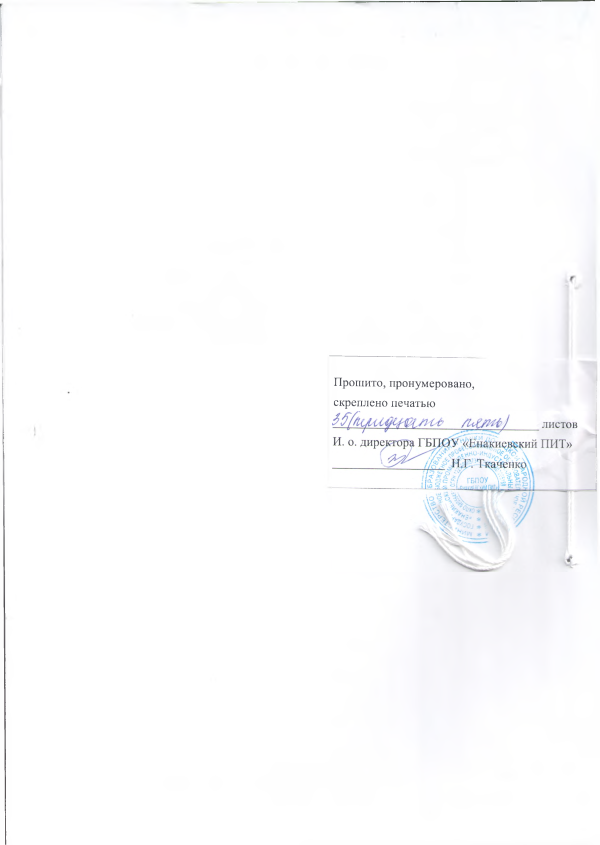 Прошито, пронумеровано,
скреплено печатью
35 (тридцать пять) листов
И. о. директора ГБПОУ «Енакиевский ПИТ»
Н.Г. Ткаченко
ГБПОУ